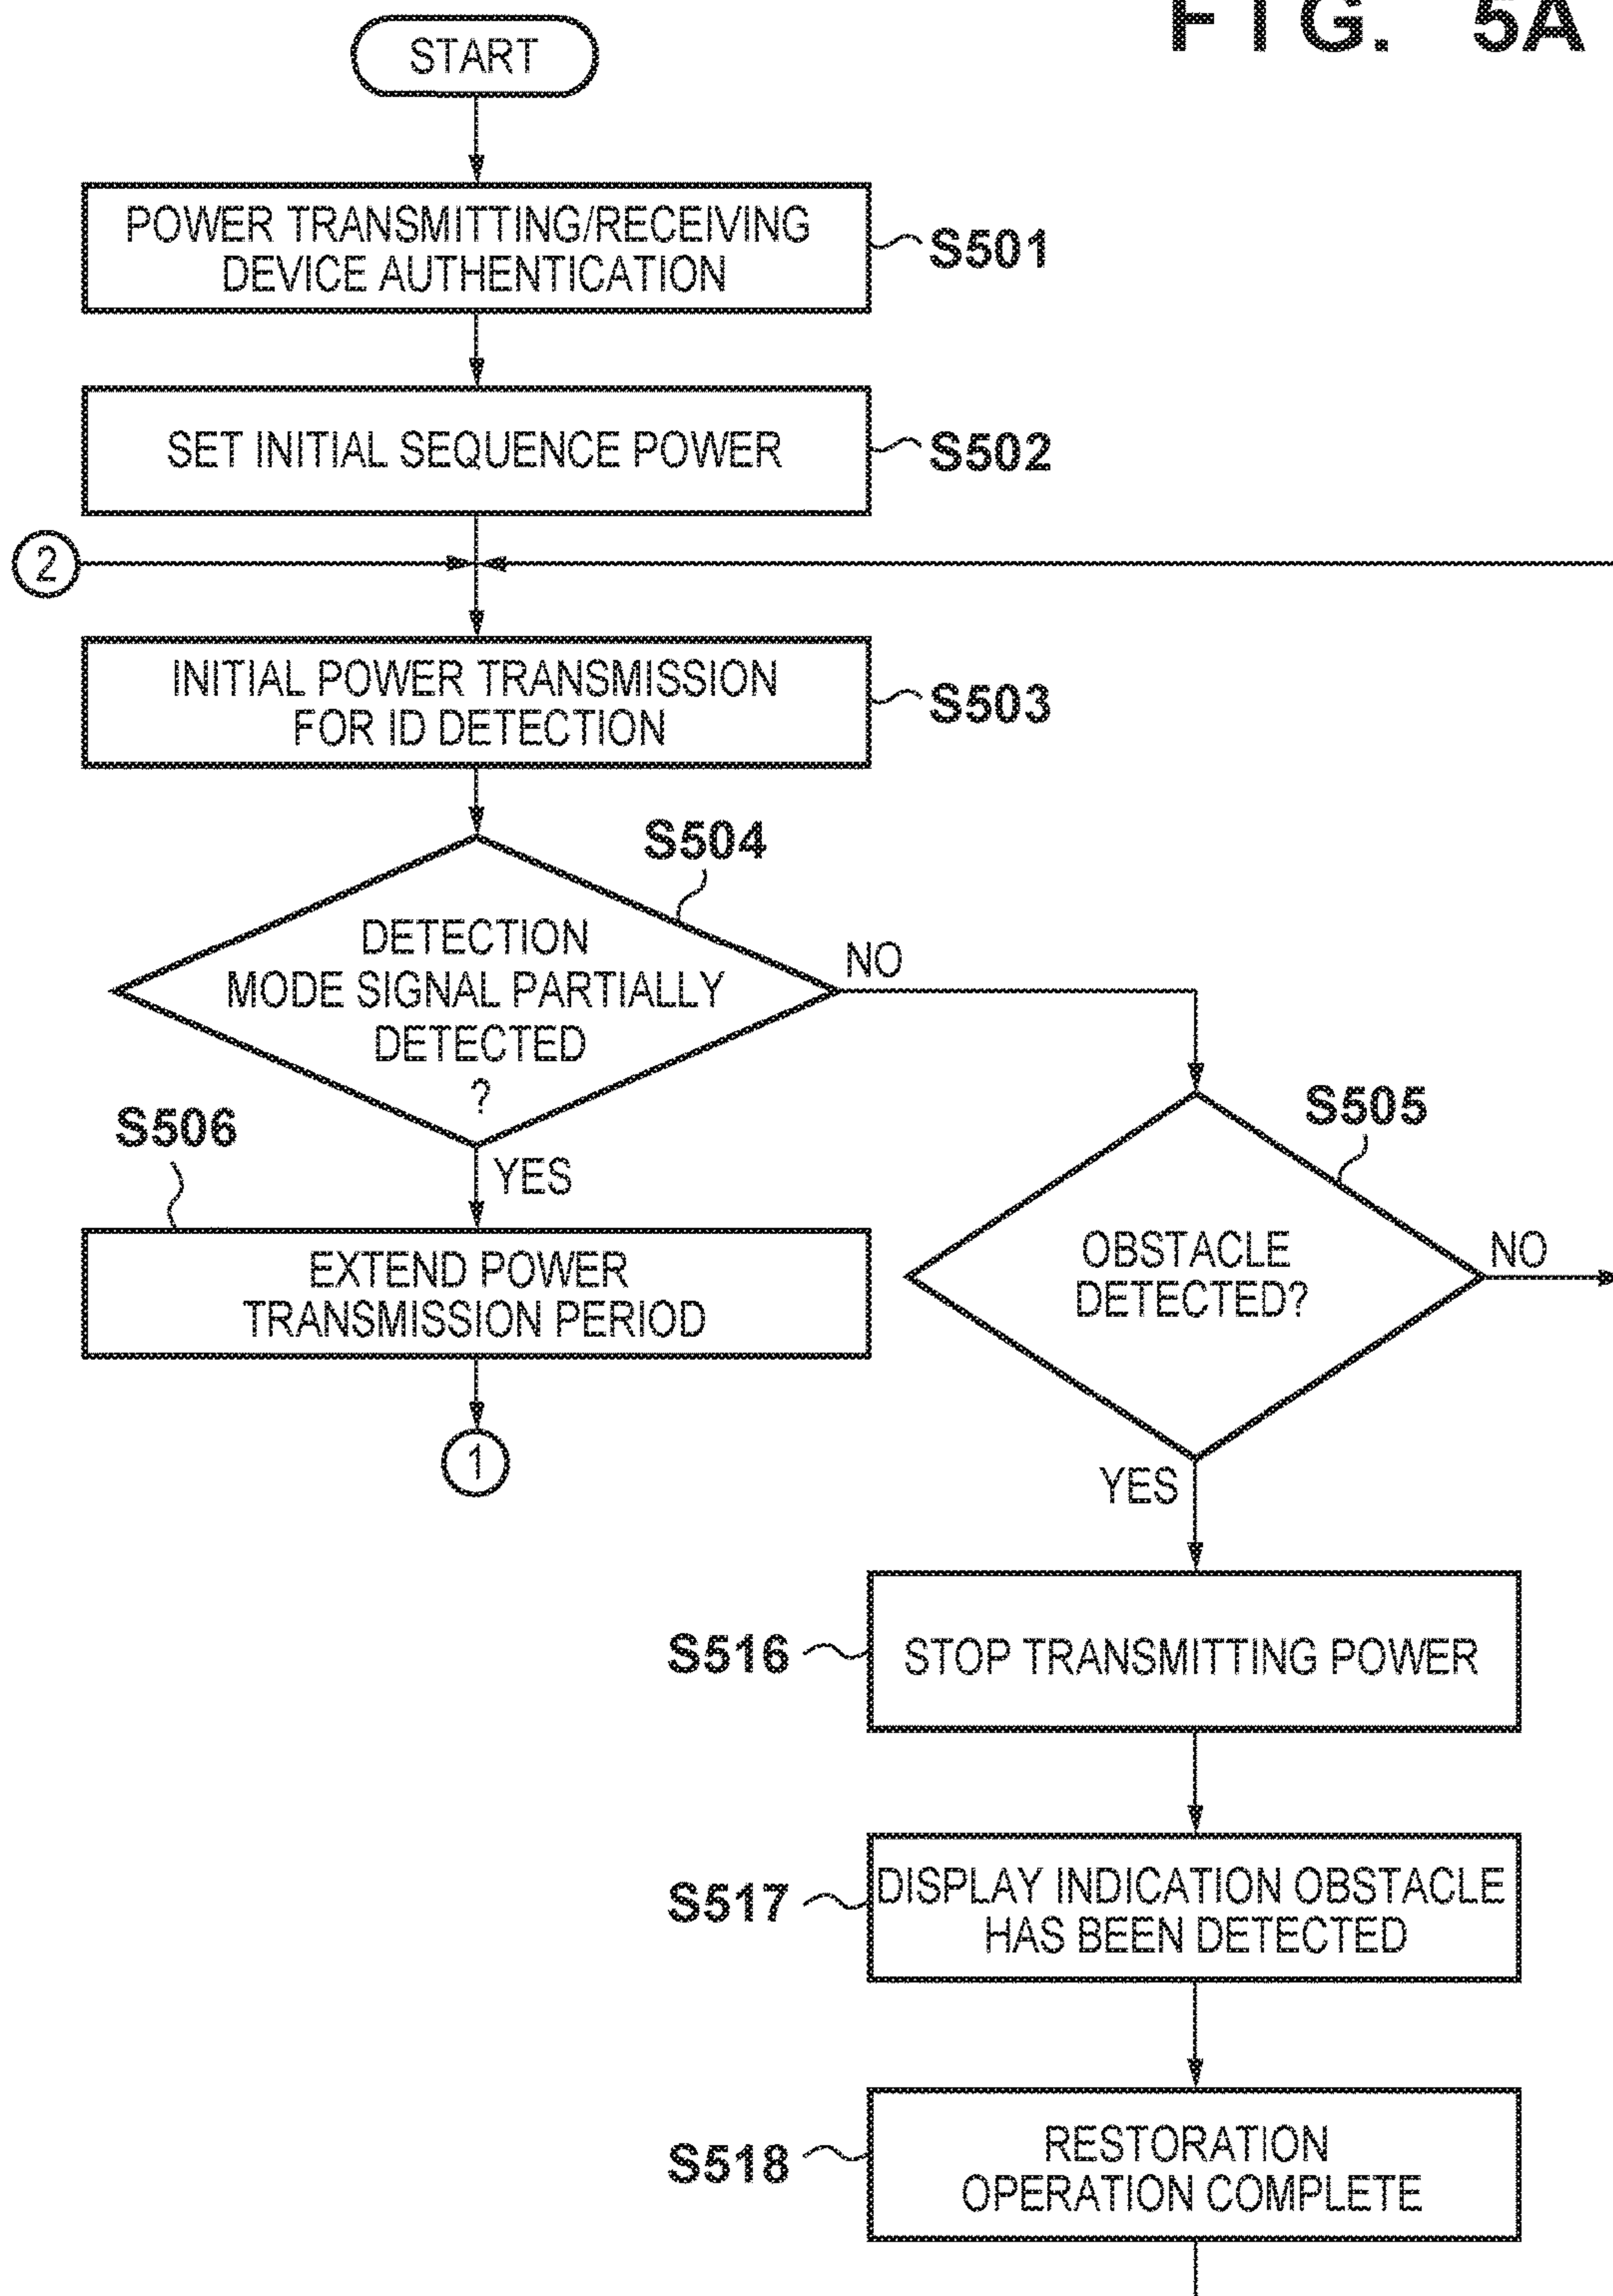 FIG. 5A
START
POWER TRANSMITTING/RECEIVING
DEVICE AUTHENTICATION
S501
SET INITIAL SEQUENCE POWER
S502
2
INITIAL POWER TRANSMISSION
FOR ID DETECTION
S503
S504
DETECTION
MODE SIGNAL PARTIALLY
DETECTED
?
NO
YES
S506
EXTEND POWER
TRANSMISSION PERIOD
1
S505
OBSTACLE
DETECTED?
NO
YES
S516
STOP TRANSMITTING POWER
S517
DISPLAY INDICATION OBSTACLE
HAS BEEN DETECTED
S518
RESTORATION
OPERATION COMPLETE